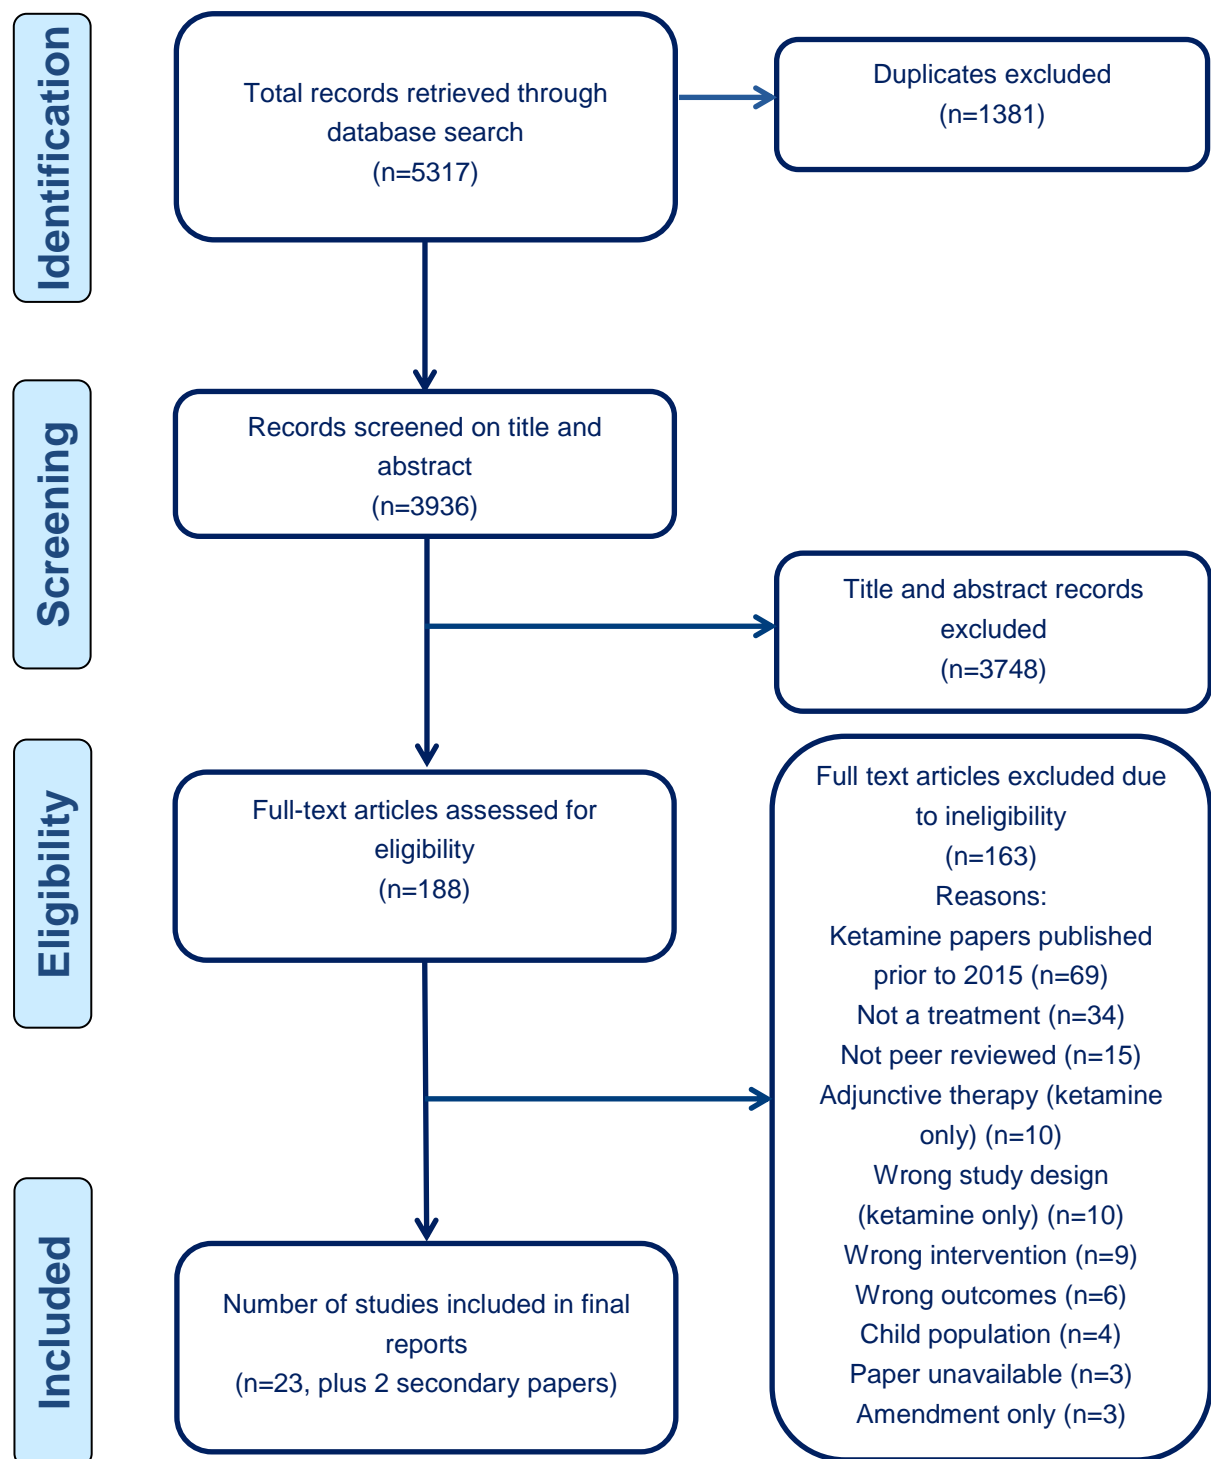 Identification
Total records retrieved through
database search
(n=5317)
Duplicates excluded
(n=1381)
Screening
Records screened on title and
abstract
(n=3936)
Title and abstract records
excluded
(n=3748)
Eligibility
Full-text articles assessed for
eligibility
(n=188)
Full text articles excluded due
to ineligibility
(n=163)
Reasons:
Ketamine papers published
prior to 2015 (n=69)
Not a treatment (n=34)
Not peer reviewed (n=15)
Adjunctive therapy (ketamine
only) (n=10)
Wrong study design
(ketamine only) (n=10)
Wrong intervention (n=9)
Wrong outcomes (n=6)
Child population (n=4)
Paper unavailable (n=3)
Amendment only (n=3)
Included
Number of studies included in final
reports
(n=23, plus 2 secondary papers)